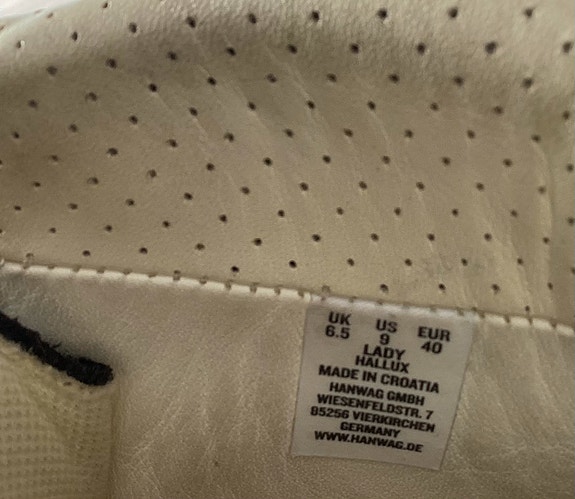 UK US EUR
6.5 9 40
LADY
HALLUX
MADE IN CROATIA
HANWAG GMBH
WIESENFELDSTR. 7
85256 VIERKIRCHEN
GERMANY
WWW.HANWAG.DE